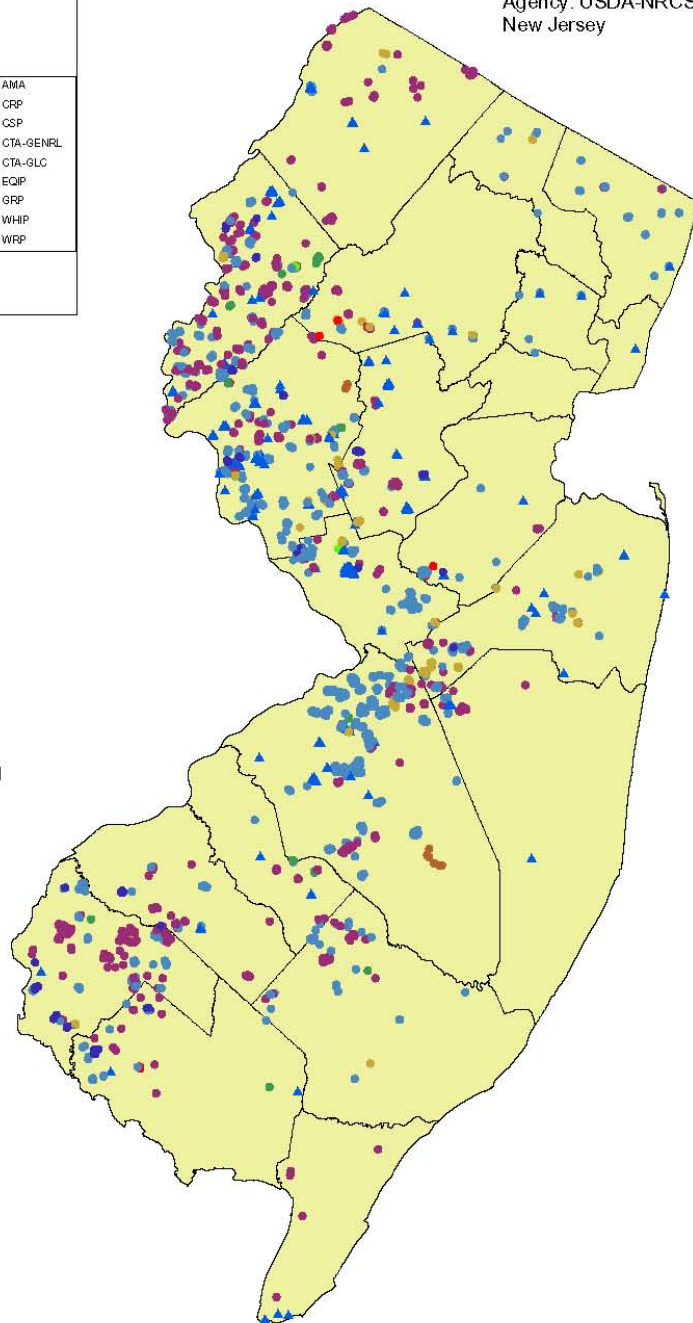 Agency: USDA-NRCS
New Jersey
AMA
CRP
CSP
CTA-GENRL
CTA-GLC
EQIP
GRP
WHIP
WRP